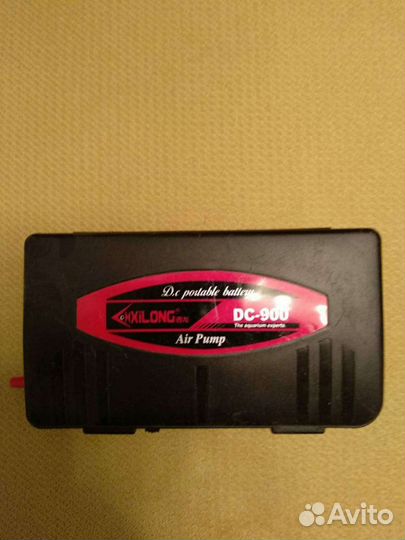 D.c portable battery
XILONG
DC-900
The aquarium experts
Air Pump
Avito